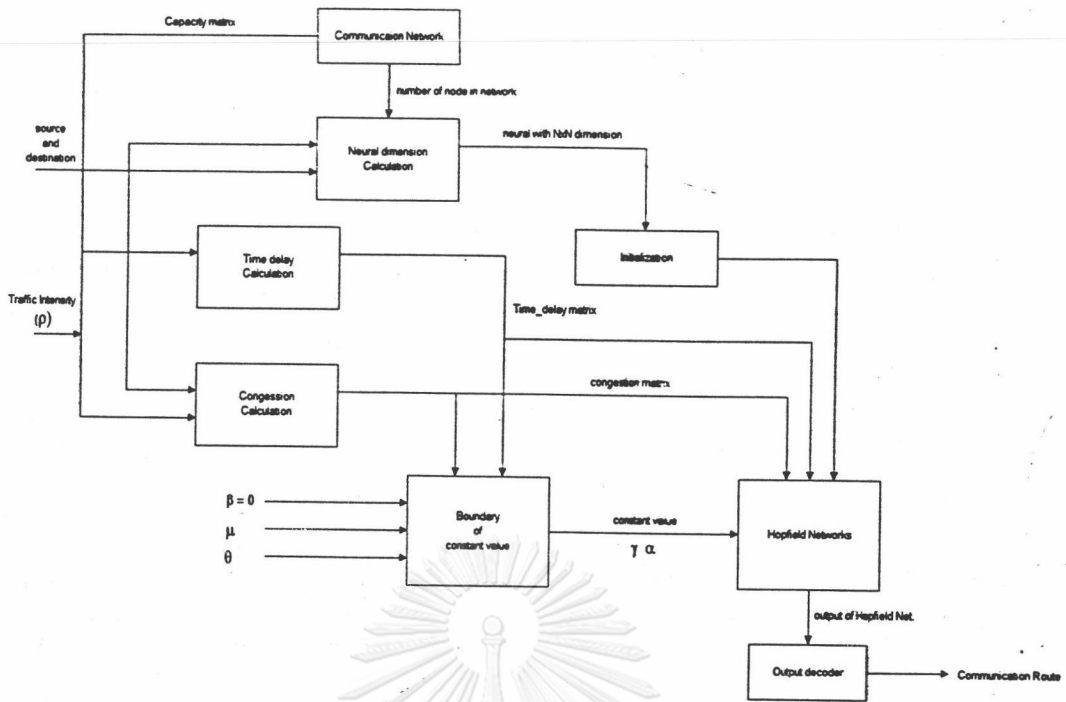 Capacity matrix
Communicaion Network
number of node in network
source
and
destination
Neural dimension
Calculation
neural with NxN dimension
Time delay
Calculation
Initialization
Traffic Intensity
(ρ)
Time_delay matrix
Congession
Calculation
congestion matrix
β = 0
μ
θ
Boundary
of
constant value
constant value
γ α
Hopfield Networks
output of Hopfield Net.
Output decoder
Communication Route